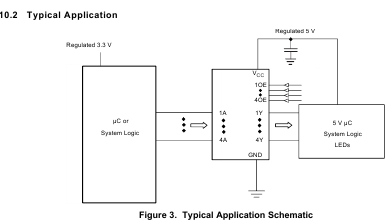 10.2 Typical Application
Regulated 5 V
Regulated 3.3 V
VCC
1OE
4OE
1A
1Y
µC or
System Logic
5 V µC
System Logic
LEDs
4A
4Y
GND
Figure 3. Typical Application Schematic